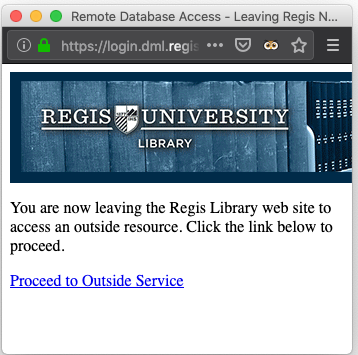 Remote Database Access - Leaving Regis N...
https://login.dml.regis
REGIS UNIVERSITY
LIBRARY
You are now leaving the Regis Library web site to
access an outside resource. Click the link below to
proceed.
Proceed to Outside Service